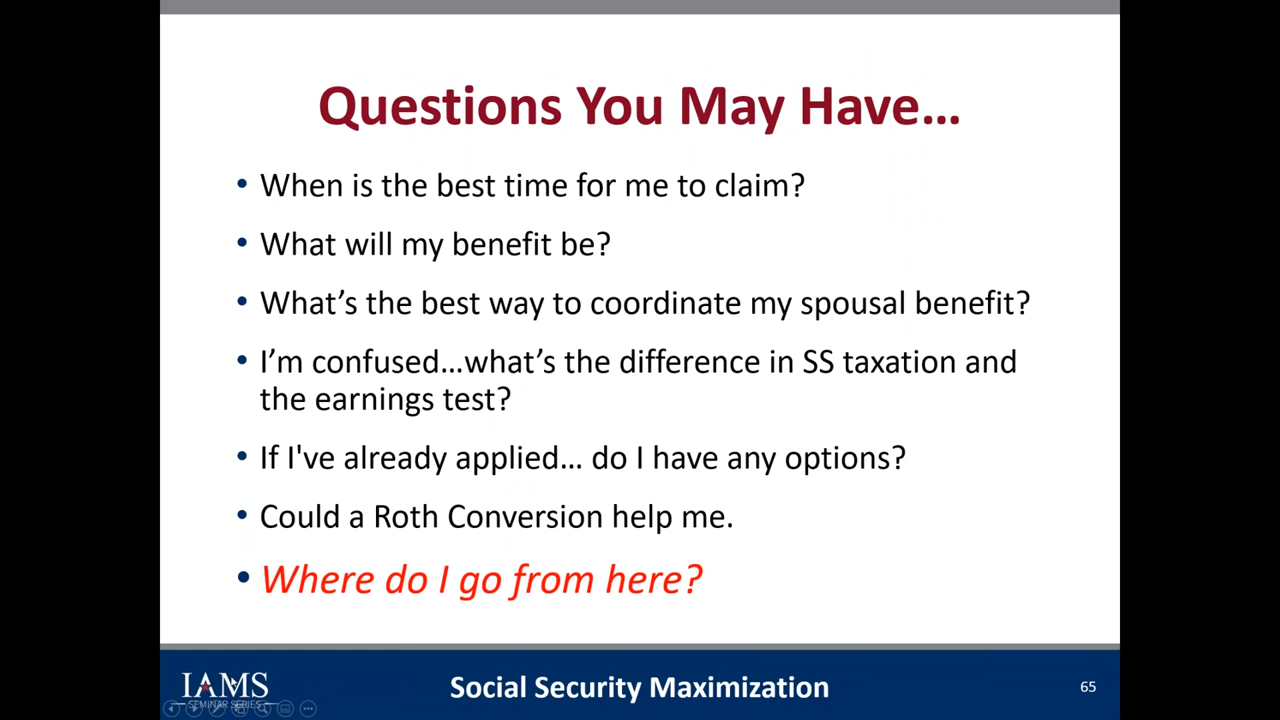 Questions You May Have…
• When is the best time for me to claim?
• What will my benefit be?
• What’s the best way to coordinate my spousal benefit?
• I’m confused…what’s the difference in SS taxation and
the earnings test?
• If I've already applied… do I have any options?
• Could a Roth Conversion help me.
• Where do I go from here?
IAMS
SEMINAR SERIES
Social Security Maximization
65